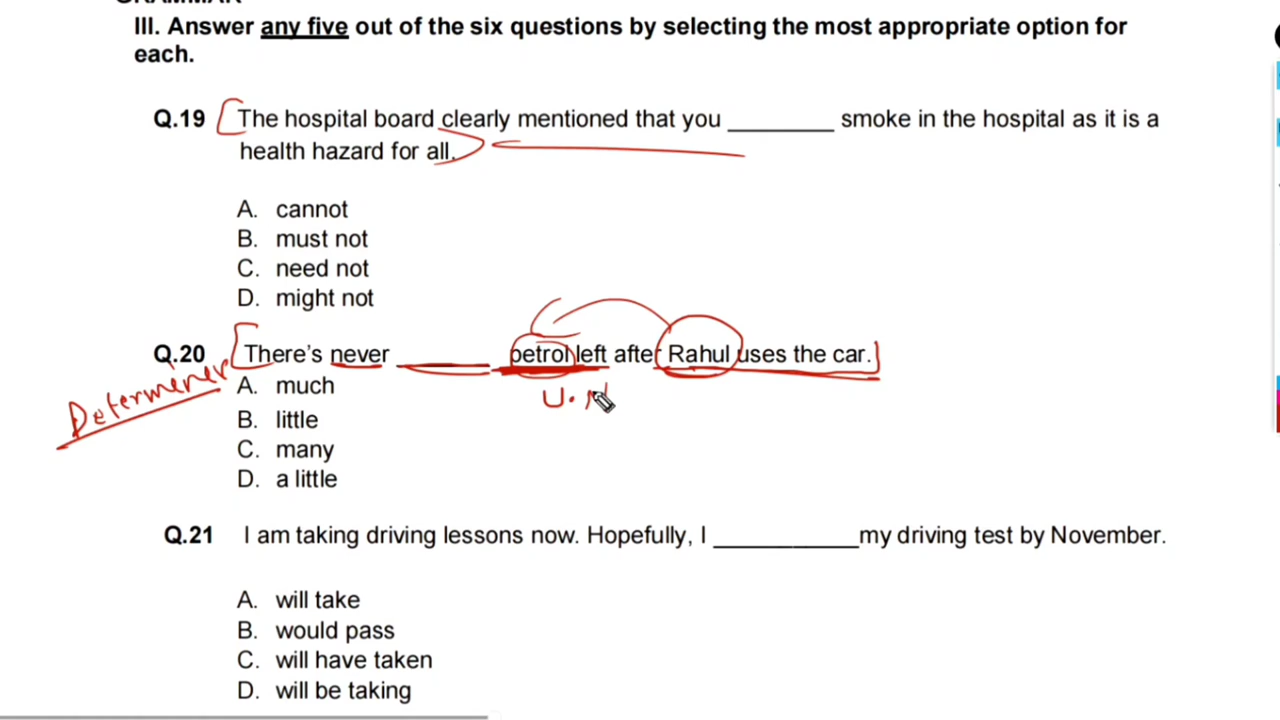 III. Answer any five out of the six questions by selecting the most appropriate option for
each.
Q.19 The hospital board clearly mentioned that you ________ smoke in the hospital as it is a
health hazard for all.
A. cannot
B. must not
C. need not
D. might not
Q.20 There's never _______ petrol left after Rahul uses the car.
Determener
A. much
U. N
B. little
C. many
D. a little
Q.21 I am taking driving lessons now. Hopefully, I ___________my driving test by November.
A. will take
B. would pass
C. will have taken
D. will be taking